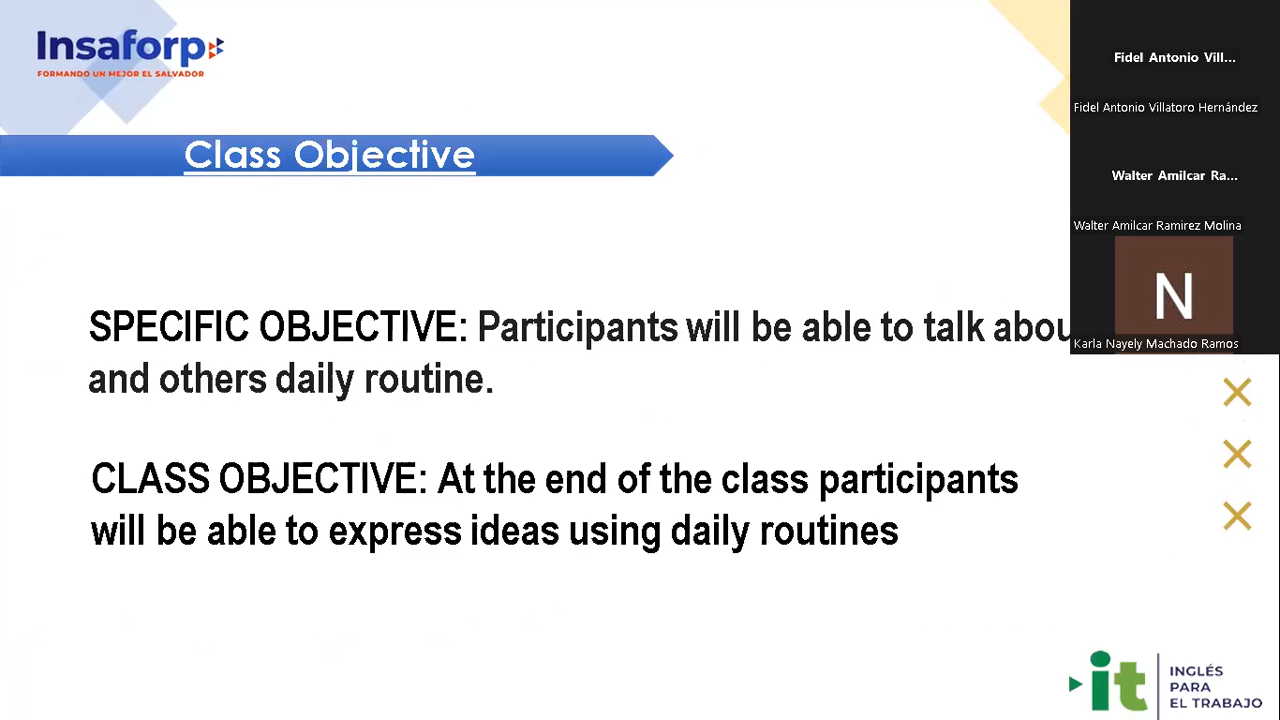 Insaforp
FORMANDO UN MEJOR EL SALVADOR
Class Objective
SPECIFIC OBJECTIVE: Participants will be able to talk abou
and others daily routine.
CLASS OBJECTIVE: At the end of the class participants
will be able to express ideas using daily routines
Fidel Antonio Vill...
Fidel Antonio Villatoro Hernández
Walter Amilcar Ra...
Walter Amilcar Ramirez Molina
N
Karla Nayely Machado Ramos
it
INGLÉS
PARA
EL TRABAJO